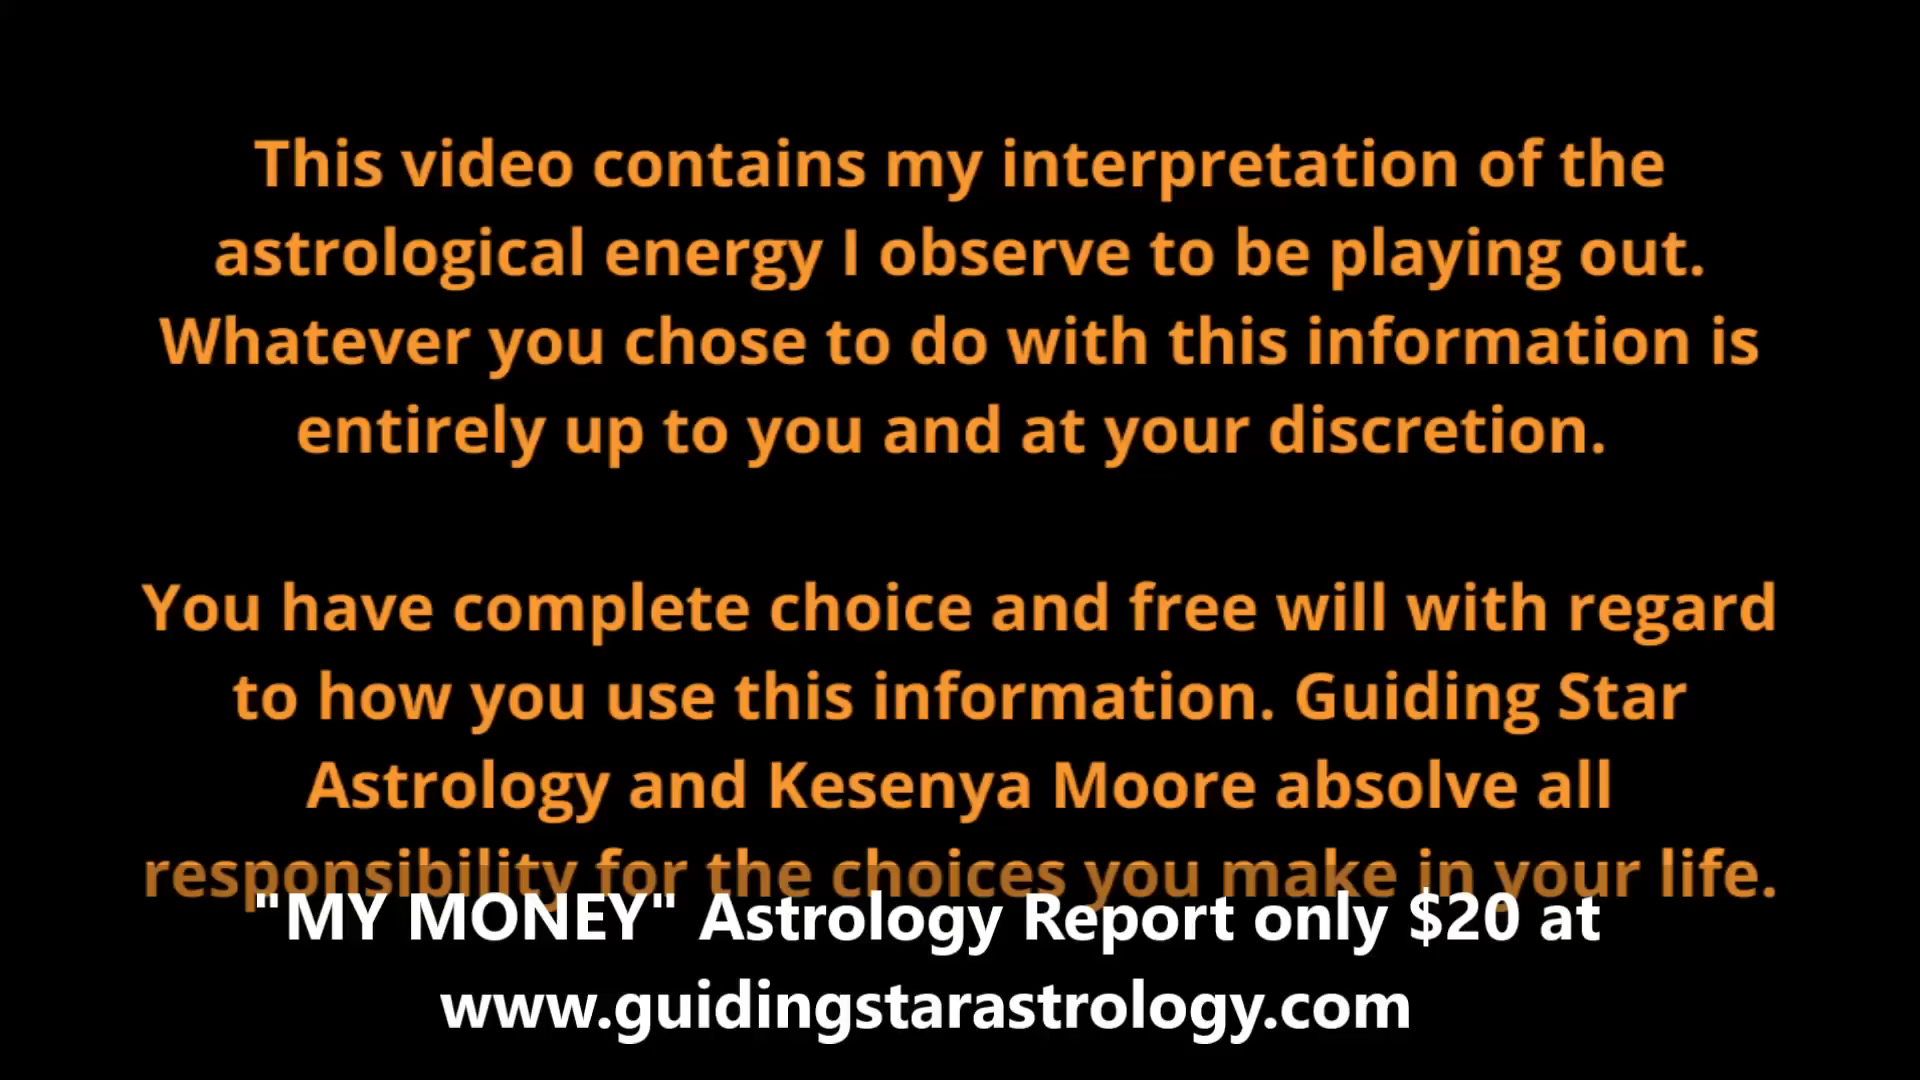 This video contains my interpretation of the
astrological energy I observe to be playing out.
Whatever you chose to do with this information is
entirely up to you and at your discretion.
You have complete choice and free will with regard
to how you use this information. Guiding Star
Astrology and Kesenya Moore absolve all
responsibility for the choices you make in your life.
"MY MONEY" Astrology Report only $20 at
www.guidingstarastrology.com